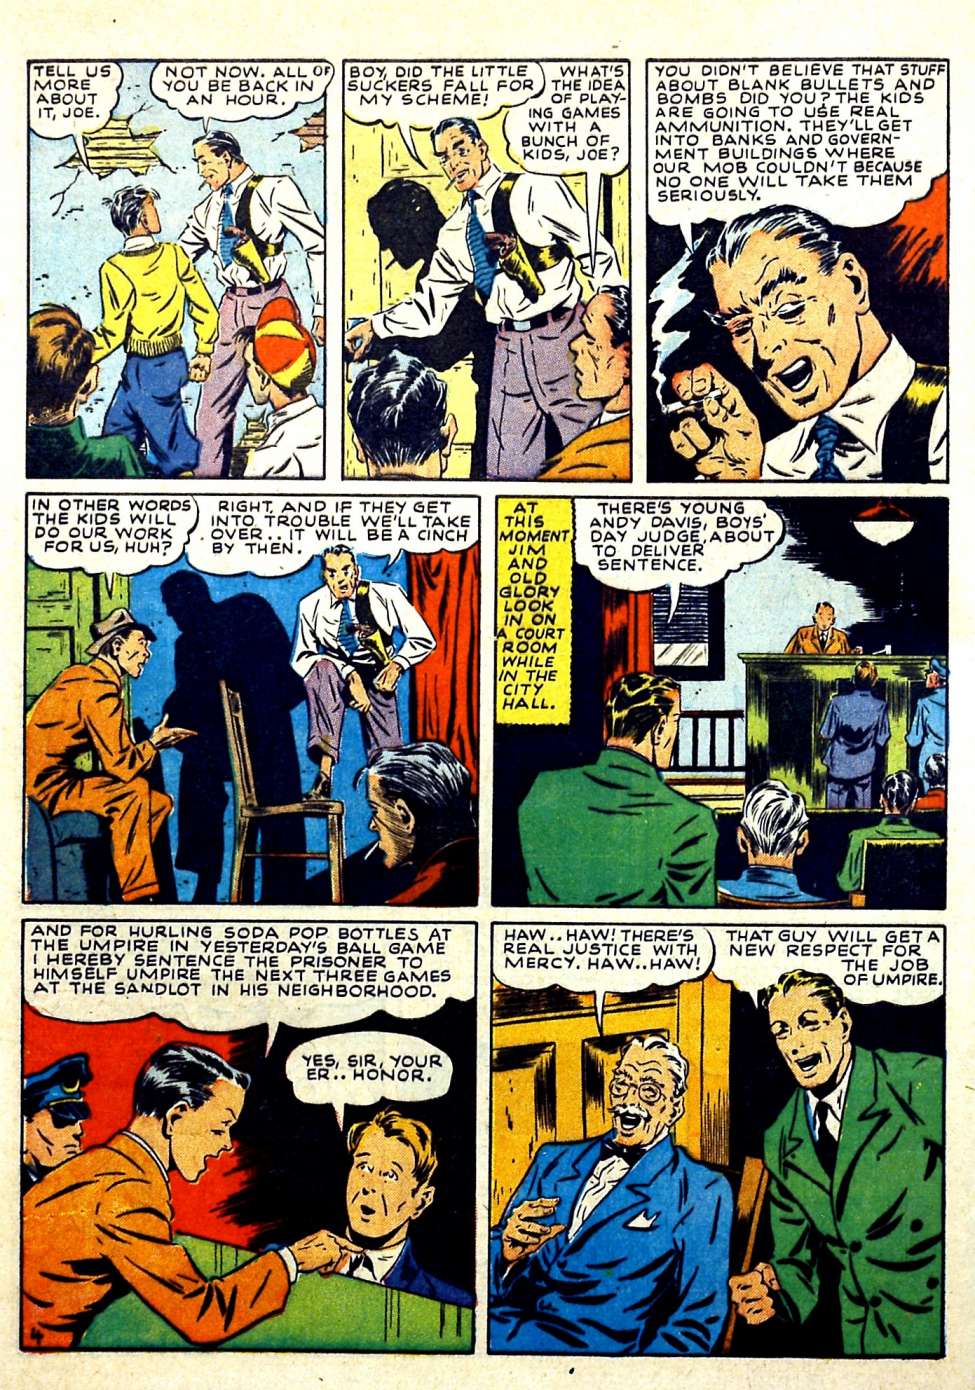 TELL US
MORE
ABOUT
IT, JOE.
NOT NOW. ALL OF
YOU BE BACK IN
AN HOUR.
BOY, DID THE LITTLE
SUCKERS FALL FOR
MY SCHEME!
WHAT'S
THE IDEA
OF PLAY-
ING GAMES
WITH A
BUNCH OF
KIDS, JOE?
YOU DIDN'T BELIEVE THAT STUFF
ABOUT BLANK BULLETS AND
BOMBS DID YOU? THE KIDS
ARE GOING TO USE REAL
AMMUNITION. THEY'LL GET
INTO BANKS AND GOVERN-
MENT BUILDINGS WHERE
OUR MOB COULDN'T BECAUSE
NO ONE WILL TAKE THEM
SERIOUSLY.
IN OTHER WORDS
THE KIDS WILL
DO OUR WORK
FOR US, HUH?
RIGHT, AND IF THEY GET
INTO TROUBLE WE'LL TAKE
OVER.. IT WILL BE A CINCH
BY THEN.
AT
THIS
MOMENT
JIM
AND
OLD
GLORY
LOOK
IN ON
A COURT
ROOM
WHILE
IN THE
CITY
HALL.
THERE'S YOUNG
ANDY DAVIS, BOYS'
DAY JUDGE, ABOUT
TO DELIVER
SENTENCE.
AND FOR HURLING SODA POP BOTTLES AT
THE UMPIRE IN YESTERDAY'S BALL GAME
I HEREBY SENTENCE THE PRISONER TO
HIMSELF UMPIRE THE NEXT THREE GAMES
AT THE SANDLOT IN HIS NEIGHBORHOOD.
YES, SIR, YOUR
ER.. HONOR.
HAW..HAW! THERE'S
REAL JUSTICE WITH
MERCY. HAW..HAW!
THAT GUY WILL GET A
NEW RESPECT FOR
THE JOB
OF UMPIRE.
4